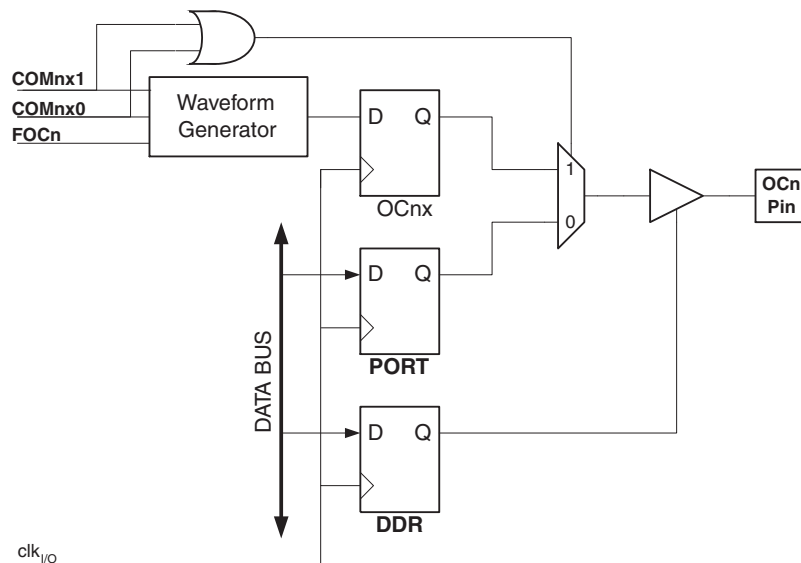 COMnx1
COMnx0
FOCn
Waveform
Generator
D Q
OCnx
1
0
OCn
Pin
D Q
PORT
DATA BUS
D Q
DDR
clkI/O